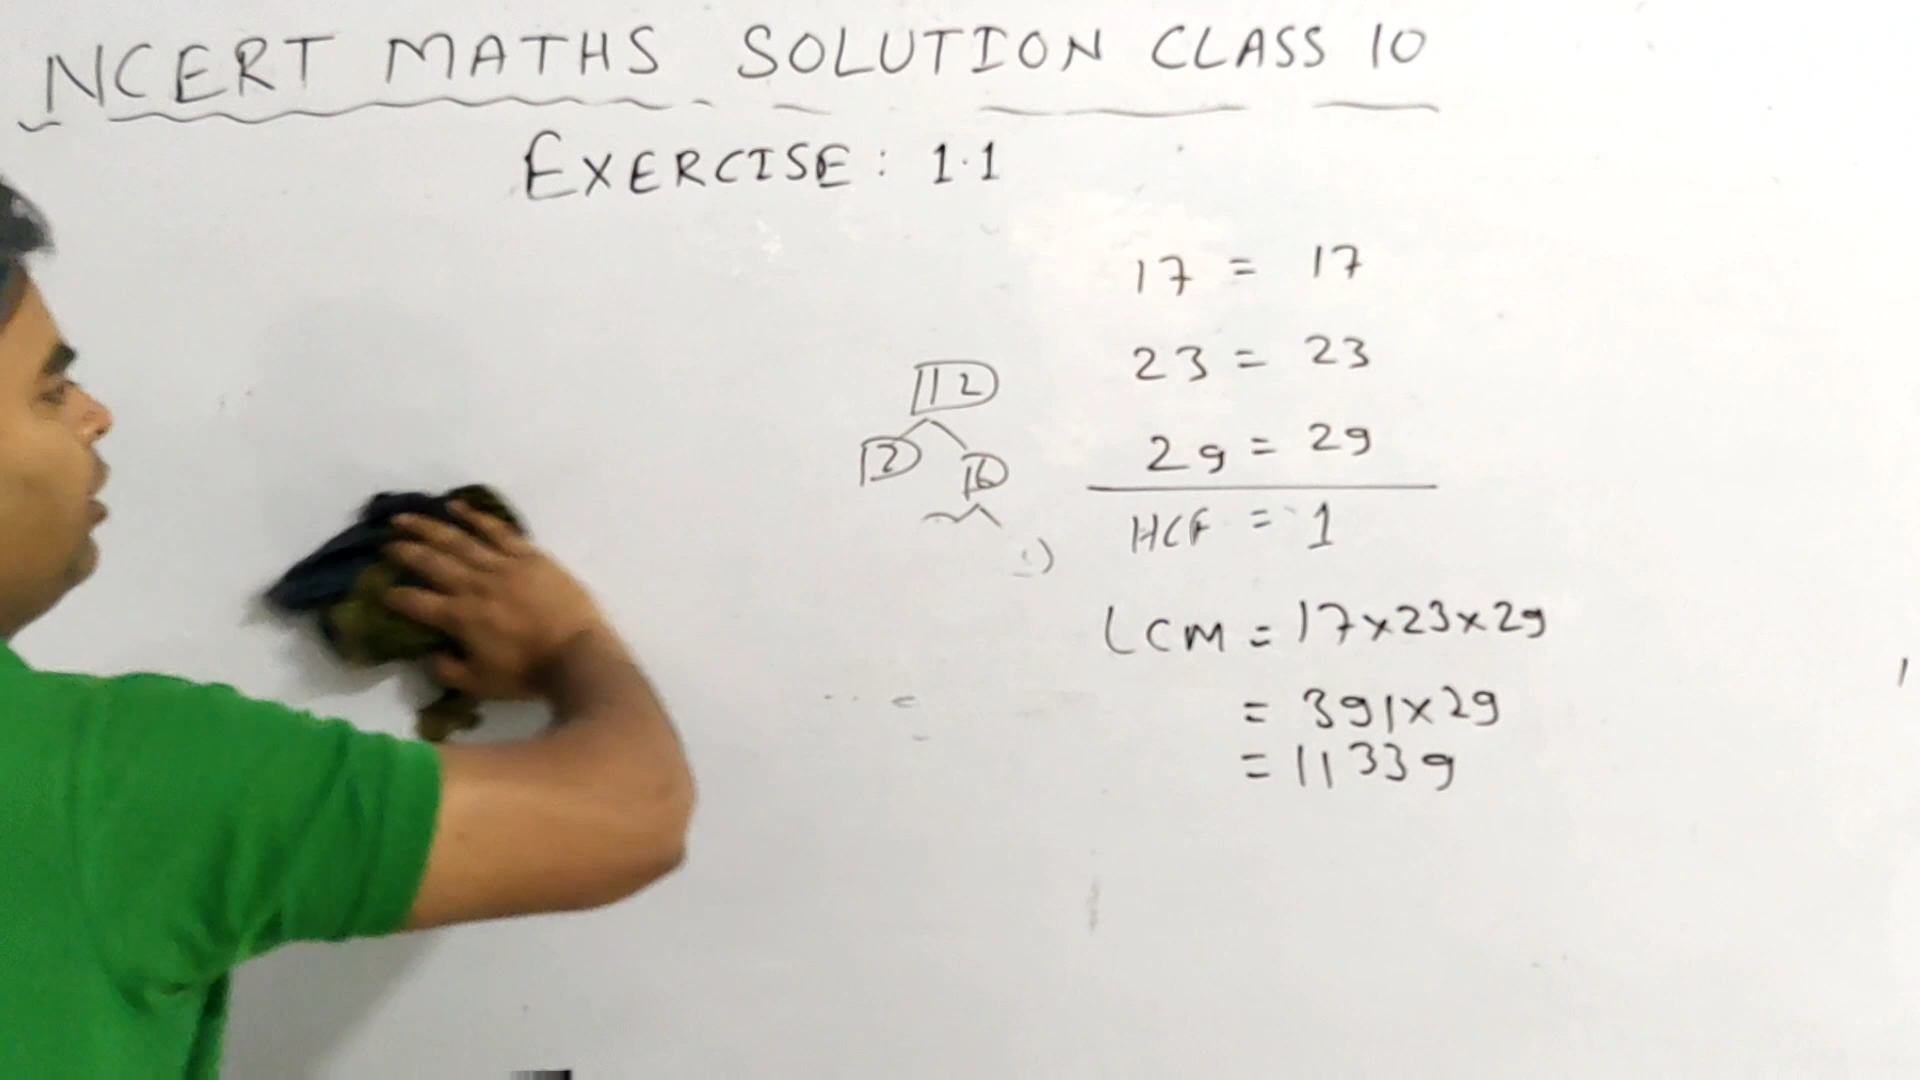 NCERT MATHS SOLUTION CLASS 10
EXERCISE: 1.1
17 = 17
23 = 23
29 = 29
HCF = 1
LCM = 17×23×29
= 391×29
= 11339